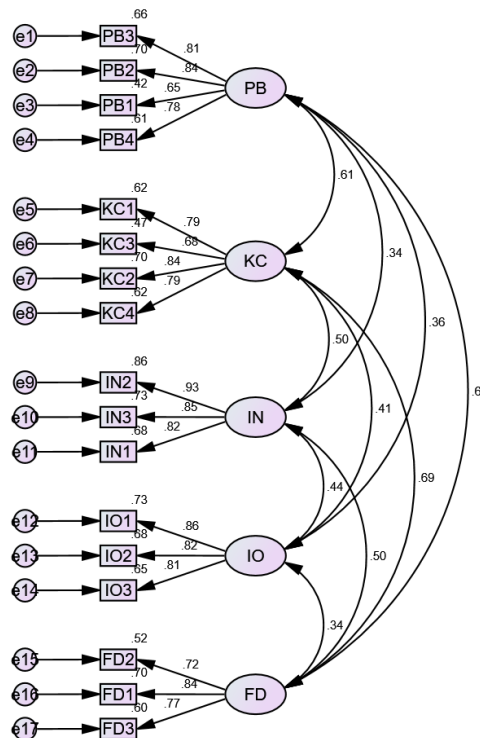 .66
e1 PB3 .81
.70
e2 PB2 .84 PB
.42 .65
e3 PB1 .78
.61
e4 PB4
.61
.62
e5 KC1 .79
.47
e6 KC3 .68 KC .34
.70 .84
e7 KC2 .79 .36
.62
e8 KC4
.50
.86
e9 IN2 .93 .6
.73
e10 IN3 .85 IN .41
.68 .82
e11 IN1
.44 .69
.73
e12 IO1 .86
.68
e13 IO2 .82 IO .50
.65 .81
e14 IO3
.34
.52
e15 FD2 .72
.70
e16 FD1 .84 FD
.60 .77
e17 FD3